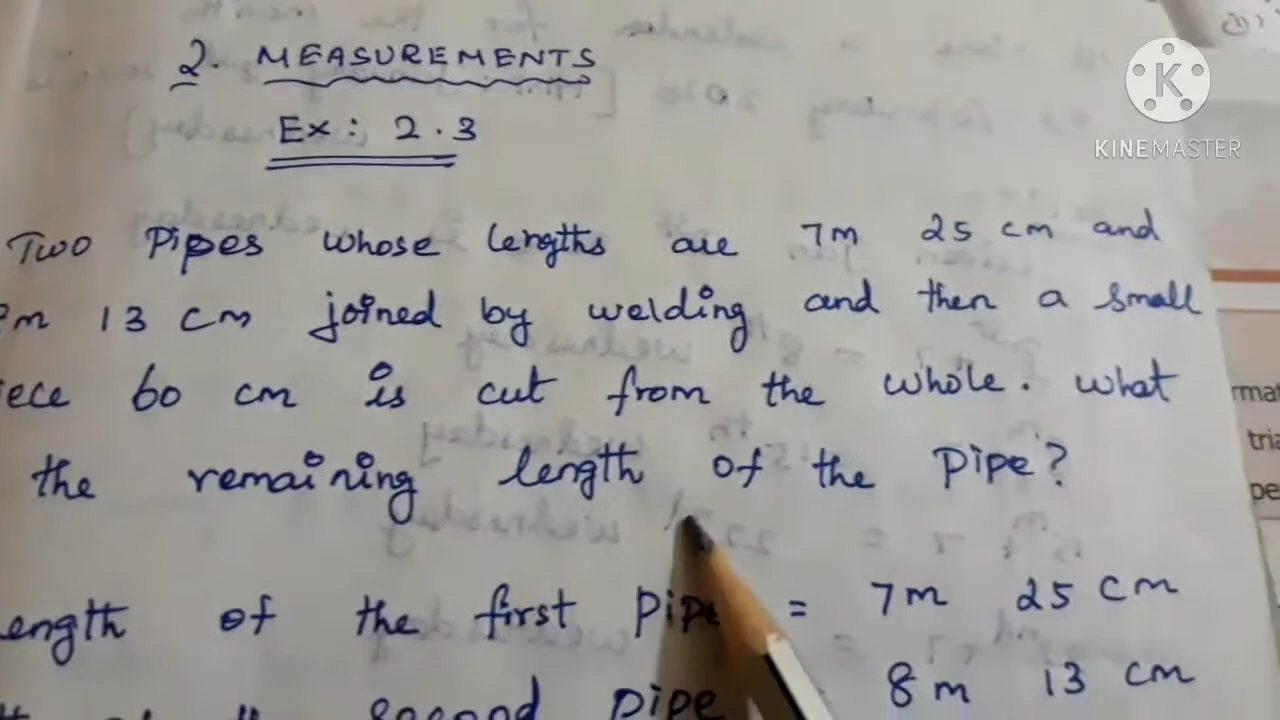 2. MEASUREMENTS
Ex: 2.3
Two Pipes whose lengths are 7m 25 cm and
m 13 cm joined by welding and then a small
iece 60 cm is cut from the whole. what
the remaining length of the pipe?
ength of the first Pipe = 7m 25 cm
second pipe 8m 13 cm
KINEMASTER